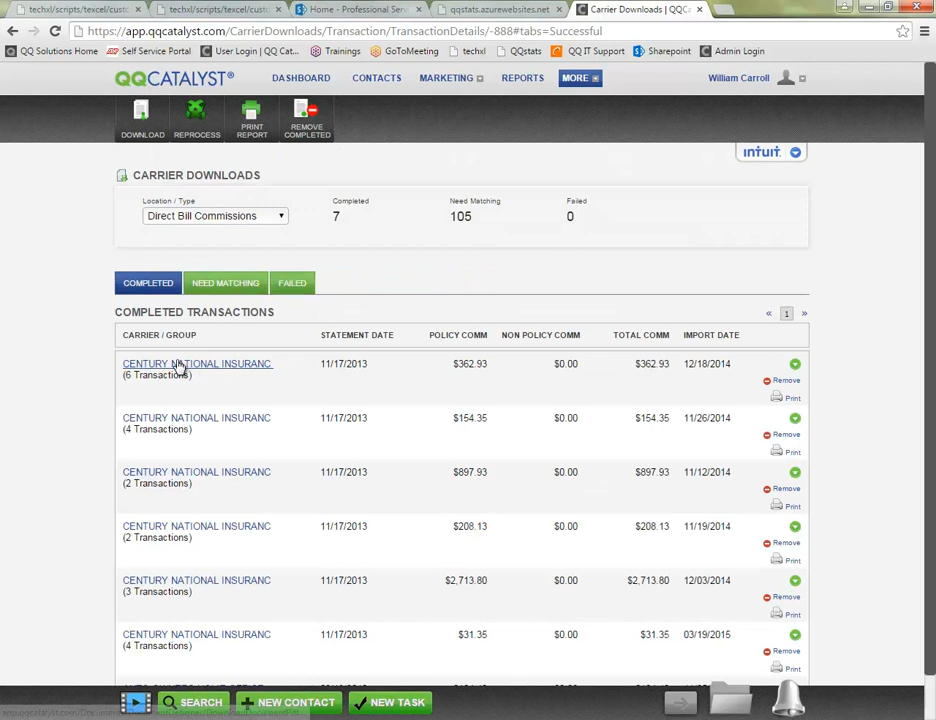 techxl/scripts/texcel/custo
techxl/scripts/texcel/custo
Home - Professional Serv
qqstats.azurewebsites.net
Carrier Downloads | QQCa
https://app.qqcatalyst.com/CarrierDownloads/Transaction/TransactionDetails/-888#tabs=Successful
QQ Solutions Home
Self Service Portal
User Login | QQ Cat...
Trainings
GoToMeeting
techxl
QQstats
QQ IT Support
Sharepoint
Admin Login
QQCATALYST®
DASHBOARD
CONTACTS
MARKETING
REPORTS
MORE
William Carroll
DOWNLOAD
REPROCESS
PRINT
REPORT
REMOVE
COMPLETED
intuit.
CARRIER DOWNLOADS
Location / Type
Completed
Need Matching
Failed
Direct Bill Commissions
7
105
0
COMPLETED
NEED MATCHING
FAILED
COMPLETED TRANSACTIONS
« 1 »
CARRIER / GROUP STATEMENT DATE POLICY COMM NON POLICY COMM TOTAL COMM IMPORT DATE
CENTURY NATIONAL INSURANC 11/17/2013 $362.93 $0.00 $362.93 12/18/2014
(6 Transactions)
Remove
Print
CENTURY NATIONAL INSURANC 11/17/2013 $154.35 $0.00 $154.35 11/26/2014
(4 Transactions)
Remove
Print
CENTURY NATIONAL INSURANC 11/17/2013 $897.93 $0.00 $897.93 11/12/2014
(2 Transactions)
Remove
Print
CENTURY NATIONAL INSURANC 11/17/2013 $208.13 $0.00 $208.13 11/19/2014
(2 Transactions)
Remove
Print
CENTURY NATIONAL INSURANC 11/17/2013 $2,713.80 $0.00 $2,713.80 12/03/2014
(3 Transactions)
Remove
Print
CENTURY NATIONAL INSURANC 11/17/2013 $31.35 $0.00 $31.35 03/19/2015
(4 Transactions)
Remove
Print
SEARCH
NEW CONTACT
NEW TASK